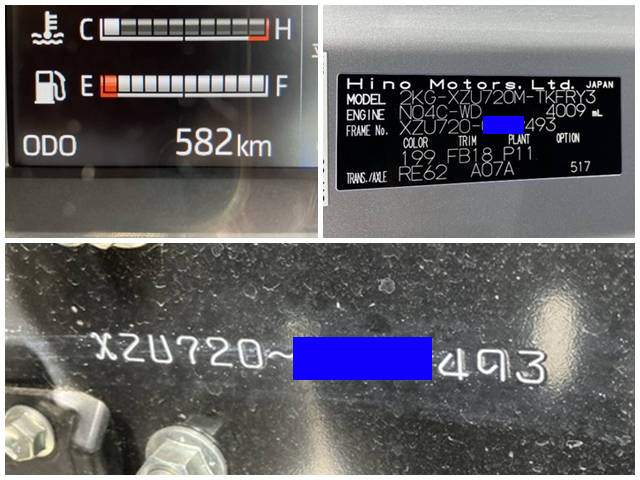 C H
E F
ODO 582km
Hino Motors, Ltd. JAPAN
MODEL 2KG-XZU720M-TKFRY3
ENGINE N04C-WD 4009 mL
FRAME No. XZU720- 493
COLOR TRIM PLANT OPTION
199 FB18 P11
TRANS./AXLE RE62 A07A 517
XZU720- 493